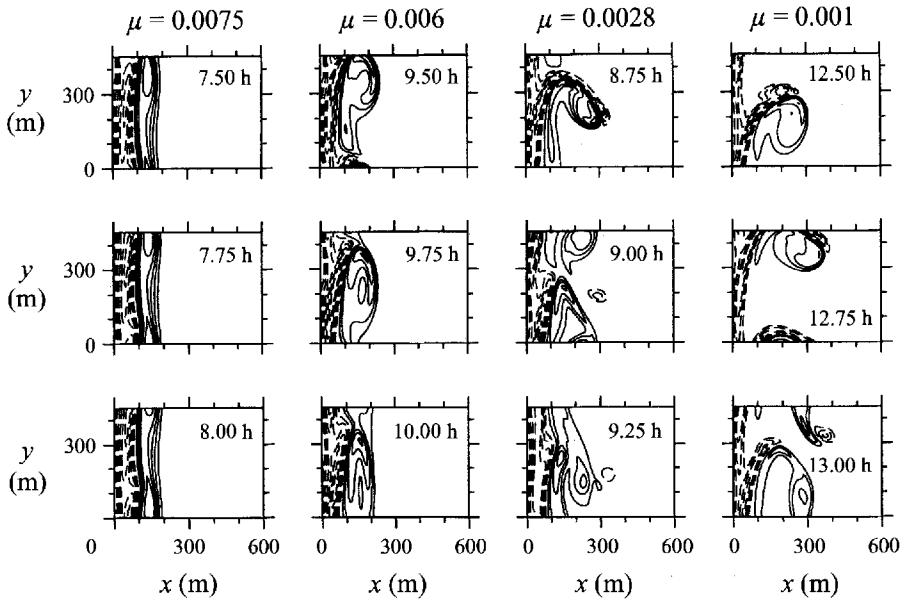 μ = 0.0075 μ = 0.006 μ = 0.0028 μ = 0.001
7.50 h 9.50 h 8.75 h 12.50 h
y
(m)
300
0
7.75 h 9.75 h 9.00 h 12.75 h
y
(m)
300
0
8.00 h 10.00 h 9.25 h 13.00 h
y
(m)
300
0 300 600 0 300 600 0 300 600 0 300 600
x (m) x (m) x (m) x (m)